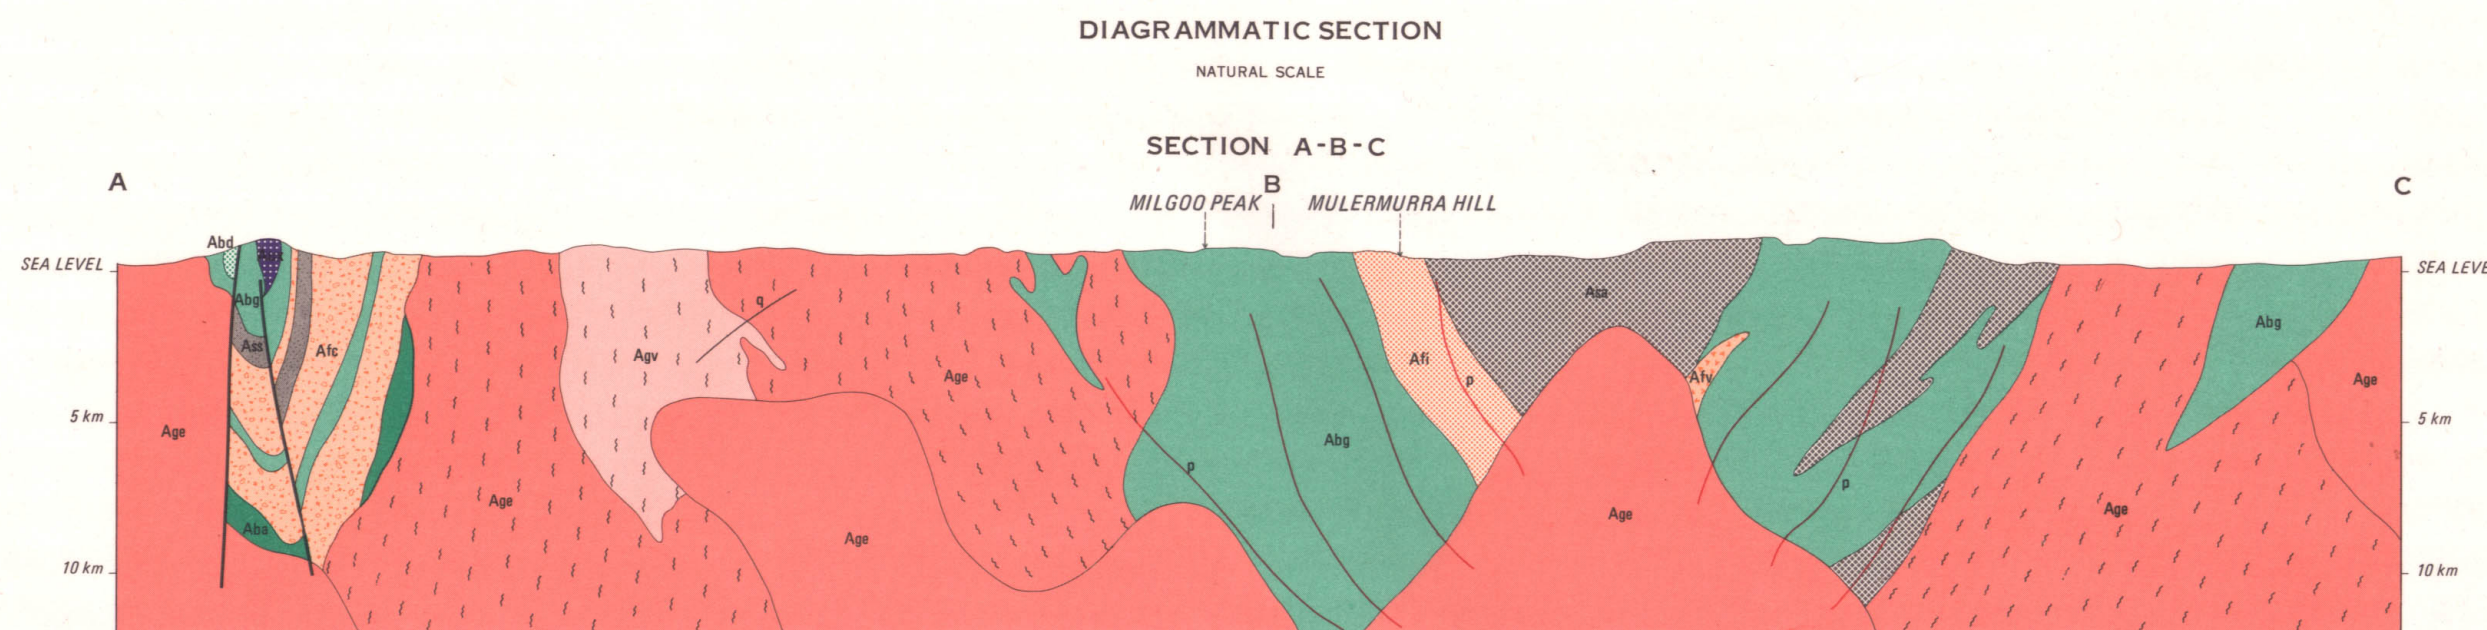 DIAGRAMMATIC SECTION
NATURAL SCALE
SECTION A-B-C
A
B
C
MILGOO PEAK
MULERMURRA HILL
Abd
SEA LEVEL
SEA LEVE
Abg
q
Asa
Abg
Ass
Afc
Agv
Age
Afi
p
Afv
Age
5 km
Age
5 km
Abg
p
p
Age
Age
Age
Aba
Age
10 km
10 km